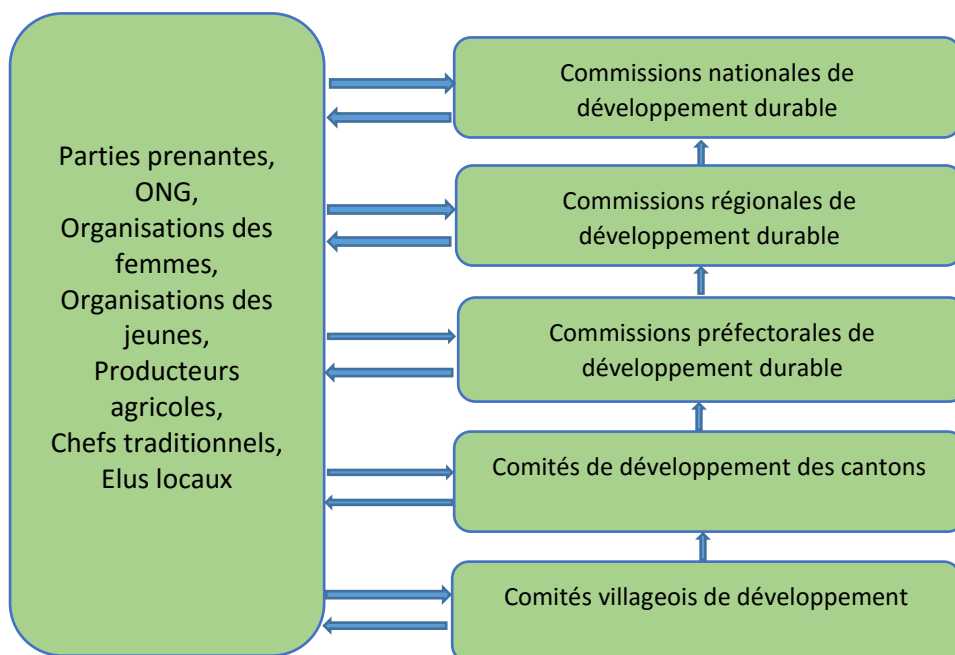 Parties prenantes,
ONG,
Organisations des
femmes,
Organisations des
jeunes,
Producteurs
agricoles,
Chefs traditionnels,
Elus locaux
Commissions nationales de
développement durable
Commissions régionales de
développement durable
Commissions préfectorales de
développement durable
Comités de développement des cantons
Comités villageois de développement